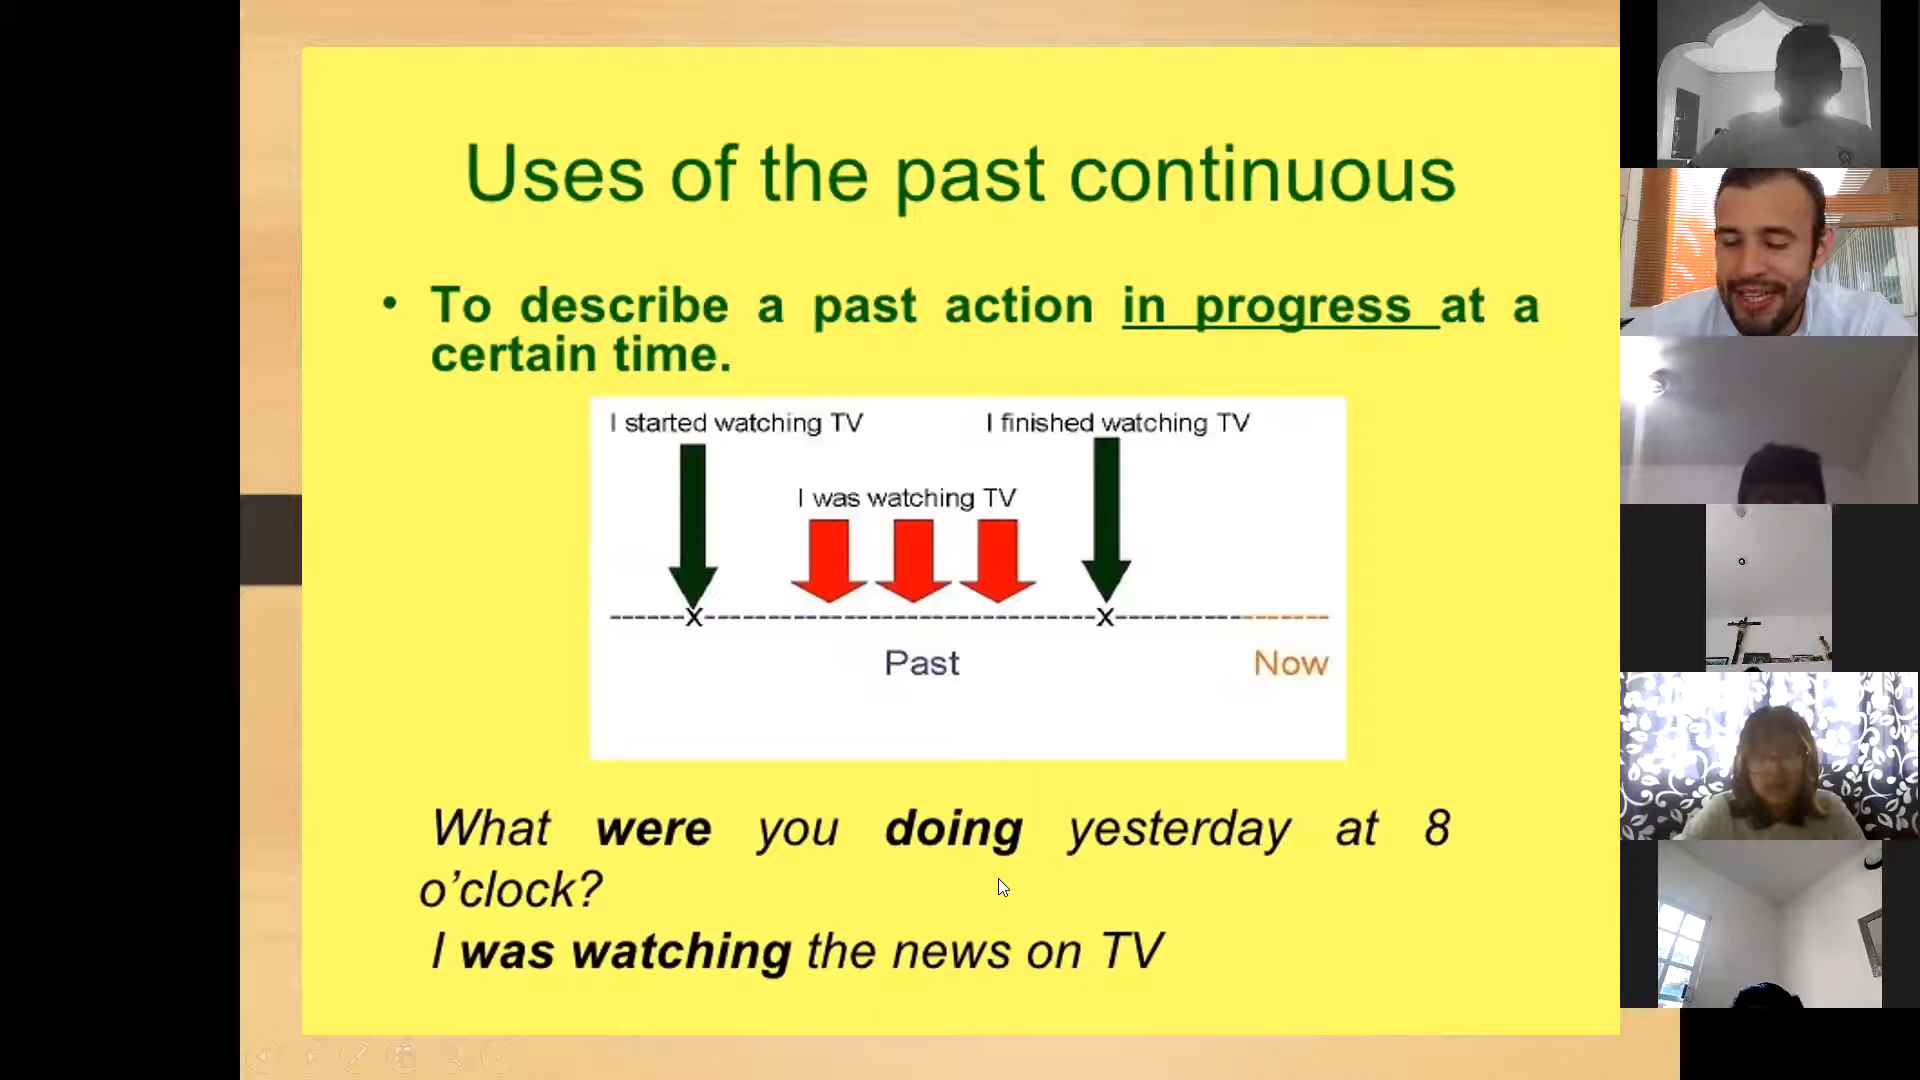 Uses of the past continuous
• To describe a past action in progress at a
certain time.
I started watching TV
I finished watching TV
I was watching TV
------x--------------------------x------------
Past
Now
What were you doing yesterday at 8
o’clock?
I was watching the news on TV